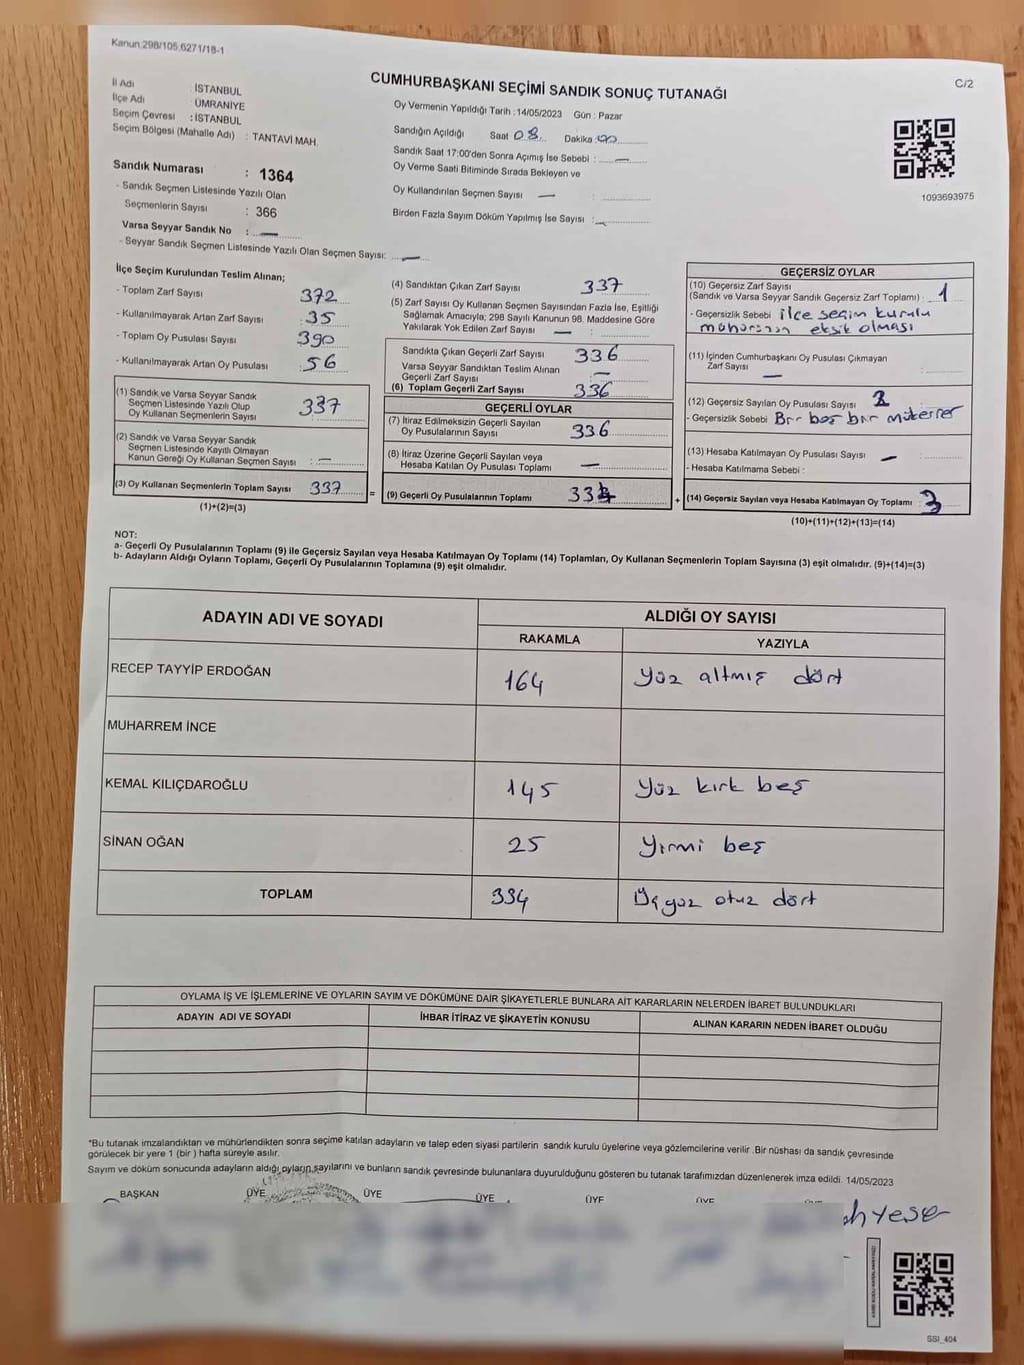 Kanun:298/105,6271/18-1
CUMHURBAŞKANI SEÇİMİ SANDIK SONUÇ TUTANAĞI
C/2
İl Adı : İSTANBUL
İlçe Adı : ÜMRANİYE
Seçim Çevresi : İSTANBUL
Seçim Bölgesi (Mahalle Adı) : TANTAVİ MAH.
Oy Vermenin Yapıldığı Tarih :14/05/2023 Gün : Pazar
Sandığın Açıldığı Saat 08 Dakika 00
Sandık Saat 17:00'den Sonra Açımış İse Sebebi : —
Oy Verme Saati Bitiminde Sırada Bekleyen ve
Oy Kullandırılan Seçmen Sayısı — :
Birden Fazla Sayım Döküm Yapılmış İse Sayısı :
1093693975
Sandık Numarası : 1364
- Sandık Seçmen Listesinde Yazılı Olan
Seçmenlerin Sayısı : 366
Varsa Seyyar Sandık No : —
- Seyyar Sandık Seçmen Listesinde Yazılı Olan Seçmen Sayısı: —
İlçe Seçim Kurulundan Teslim Alınan;
- Toplam Zarf Sayısı 372
- Kullanılmayarak Artan Zarf Sayısı 35
- Toplam Oy Pusulası Sayısı 390
- Kullanılmayarak Artan Oy Pusulası : 56
(1) Sandık ve Varsa Seyyar Sandık
Seçmen Listesinde Yazılı Olup
Oy Kullanan Seçmenlerin Sayısı 337
(2) Sandık ve Varsa Seyyar Sandık
Seçmen Listesinde Kayıtlı Olmayan
Kanun Gereği Oy Kullanan Seçmen Sayısı : —
(3) Oy Kullanan Seçmenlerin Toplam Sayısı 337 =
(1)+(2)=(3)
(4) Sandıktan Çıkan Zarf Sayısı 337
(5) Zarf Sayısı Oy Kullanan Seçmen Sayısından Fazla İse, Eşitliği
Sağlamak Amacıyla; 298 Sayılı Kanunun 98. Maddesine Göre
Yakılarak Yok Edilen Zarf Sayısı — :
Sandıkta Çıkan Geçerli Zarf Sayısı 336
Varsa Seyyar Sandıktan Teslim Alınan
Geçerli Zarf Sayısı —
(6) Toplam Geçerli Zarf Sayısı 336
GEÇERLİ OYLAR
(7) İtiraz Edilmeksizin Geçerli Sayılan
Oy Pusulalarının Sayısı 336
(8) İtiraz Üzerine Geçerli Sayılan veya
Hesaba Katılan Oy Pusulası Toplamı —
(9) Geçerli Oy Pusulalarının Toplamı 334 +
GEÇERSİZ OYLAR
(10) Geçersiz Zarf Sayısı
(Sandık ve Varsa Seyyar Sandık Geçersiz Zarf Toplamı) : 1
- Geçersizlik Sebebi : ilçe seçim kurulu
mührünün eksik olması
(11) İçinden Cumhurbaşkanı Oy Pusulası Çıkmayan
Zarf Sayısı — :
(12) Geçersiz Sayılan Oy Pusulası Sayısı 2
- Geçersizlik Sebebi Bir boş bir mükerrer
(13) Hesaba Katılmayan Oy Pusulası Sayısı —
- Hesaba Katılmama Sebebi :
(14) Geçersiz Sayılan veya Hesaba Katılmayan Oy Toplamı : 3
(10)+(11)+(12)+(13)=(14)
NOT:
a- Geçerli Oy Pusulalarının Toplamı (9) ile Geçersiz Sayılan veya Hesaba Katılmayan Oy Toplamı (14) Toplamları, Oy Kullanan Seçmenlerin Toplam Sayısına (3) eşit olmalıdır. (9)+(14)=(3)
b- Adayların Aldığı Oyların Toplamı, Geçerli Oy Pusulalarının Toplamına (9) eşit olmalıdır.
ADAYIN ADI VE SOYADI ALDIĞI OY SAYISI
RAKAMLA YAZIYLA
RECEP TAYYİP ERDOĞAN 164 Yüz altmış dört
MUHARREM İNCE
KEMAL KILIÇDAROĞLU 145 Yüz kırk beş
SİNAN OĞAN 25 Yirmi beş
TOPLAM 334 Üç yüz otuz dört
OYLAMA İŞ VE İŞLEMLERİNE VE OYLARIN SAYIM VE DÖKÜMÜNE DAİR ŞİKAYETLERLE BUNLARA AİT KARARLARIN NELERDEN İBARET BULUNDUKLARI
ADAYIN ADI VE SOYADI İHBAR İTİRAZ VE ŞİKAYETİN KONUSU ALINAN KARARIN NEDEN İBARET OLDUĞU
*Bu tutanak imzalandıktan ve mühürlendikten sonra seçime katılan adayların ve talep eden siyasi partilerin sandık kurulu üyelerine veya gözlemcilerine verilir .Bir nüshası da sandık çevresinde
görülecek bir yere 1 (bir ) hafta süreyle asılır.
Sayım ve döküm sonucunda adayların aldığı oyların sayılarını ve bunların sandık çevresinde bulunanlara duyurulduğunu gösteren bu tutanak tarafımızdan düzenlenerek imza edildi. 14/05/2023
BAŞKAN ÜYE ÜYE ÜYE ÜYE ÜYE
SSI_404